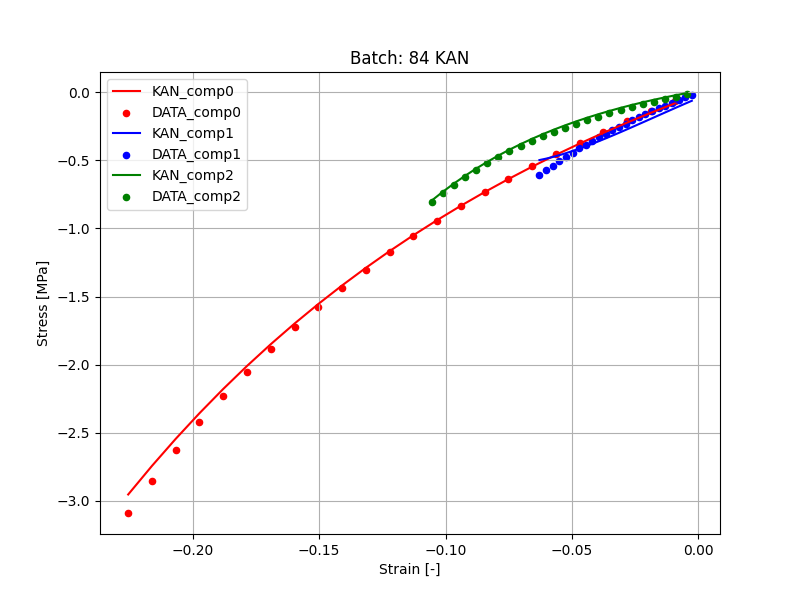 Batch: 84 KAN
KAN_comp0
DATA_comp0
KAN_comp1
DATA_comp1
KAN_comp2
DATA_comp2
0.0
−0.5
−1.0
−1.5
−2.0
−2.5
−3.0
Stress [MPa]
−0.20 −0.15 −0.10 −0.05 0.00
Strain [-]